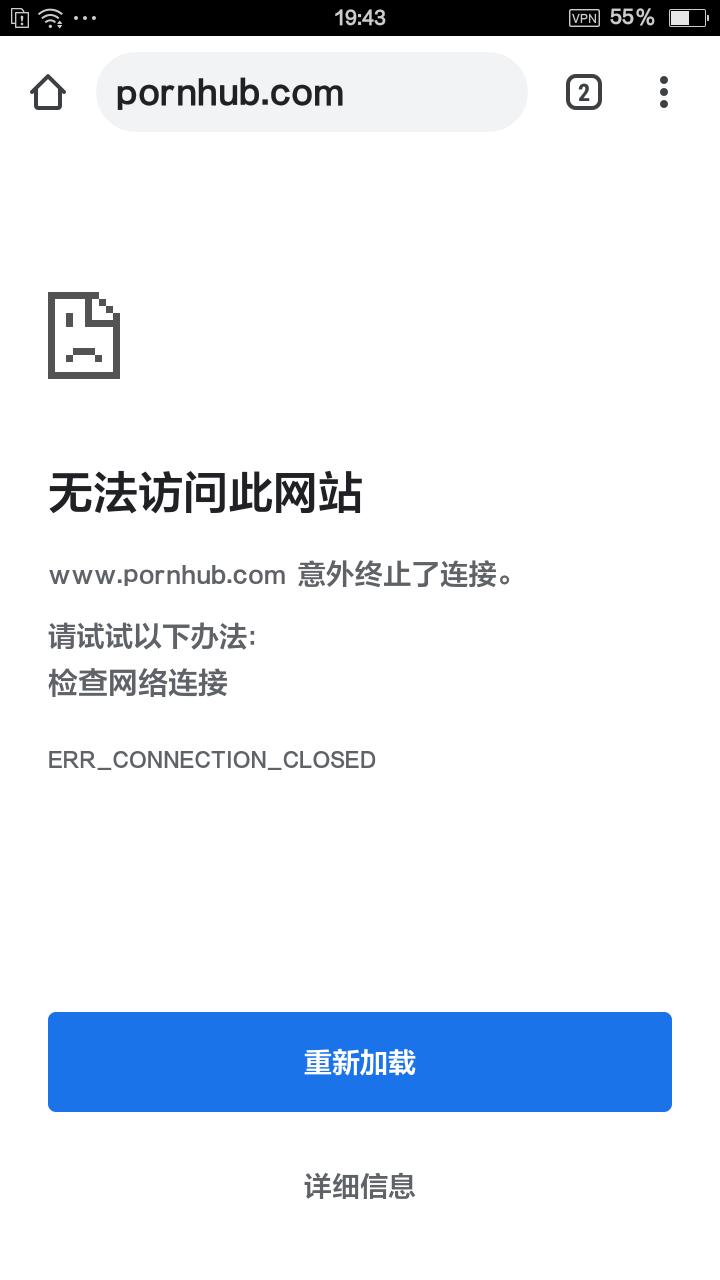 19:43
VPN 55%
pornhub.com
2
无法访问此网站
www.pornhub.com 意外终止了连接。
请试试以下办法:
检查网络连接
ERR_CONNECTION_CLOSED
重新加载
详细信息